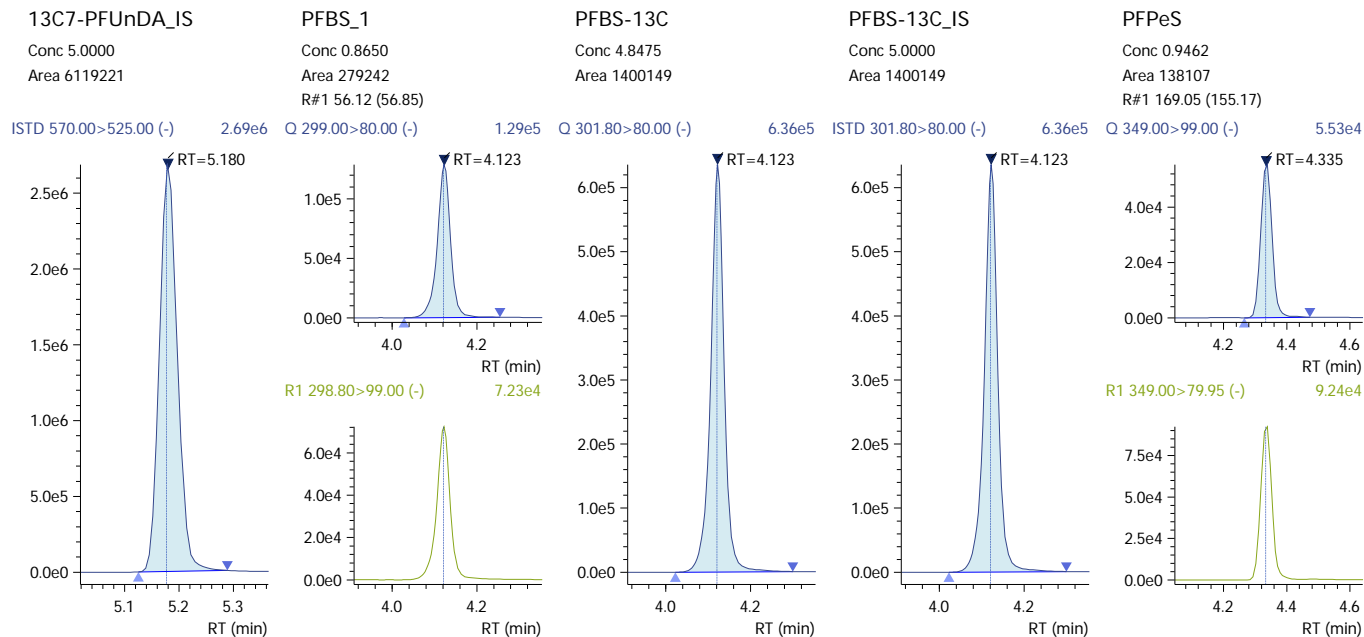 13C7-PFUnDA_IS
Conc 5.0000
Area 6119221
ISTD 570.00>525.00 (-) 2.69e6
RT=5.180
2.5e6
2.0e6
1.5e6
1.0e6
5.0e5
0.0e0
5.1 5.2 5.3
RT (min)
PFBS_1
Conc 0.8650
Area 279242
R#1 56.12 (56.85)
Q 299.00>80.00 (-) 1.29e5
RT=4.123
1.0e5
5.0e4
0.0e0
4.0 4.2
RT (min)
R1 298.80>99.00 (-) 7.23e4
6.0e4
4.0e4
2.0e4
0.0e0
4.0 4.2
RT (min)
PFBS-13C
Conc 4.8475
Area 1400149
Q 301.80>80.00 (-) 6.36e5
RT=4.123
6.0e5
5.0e5
4.0e5
3.0e5
2.0e5
1.0e5
0.0e0
4.0 4.2
RT (min)
PFBS-13C_IS
Conc 5.0000
Area 1400149
ISTD 301.80>80.00 (-) 6.36e5
RT=4.123
6.0e5
5.0e5
4.0e5
3.0e5
2.0e5
1.0e5
0.0e0
4.0 4.2
RT (min)
PFPeS
Conc 0.9462
Area 138107
R#1 169.05 (155.17)
Q 349.00>99.00 (-) 5.53e4
RT=4.335
4.0e4
2.0e4
0.0e0
4.2 4.4 4.6
RT (min)
R1 349.00>79.95 (-) 9.24e4
7.5e4
5.0e4
2.5e4
0.0e0
4.2 4.4 4.6
RT (min)